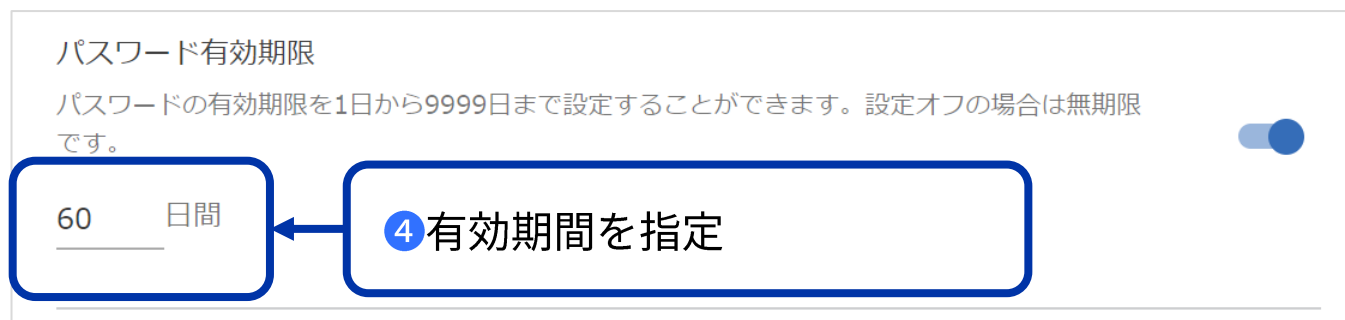 パスワード有効期限
パスワードの有効期限を1日から9999日まで設定することができます。設定オフの場合は無期限
です。
60 日間
❹有効期間を指定